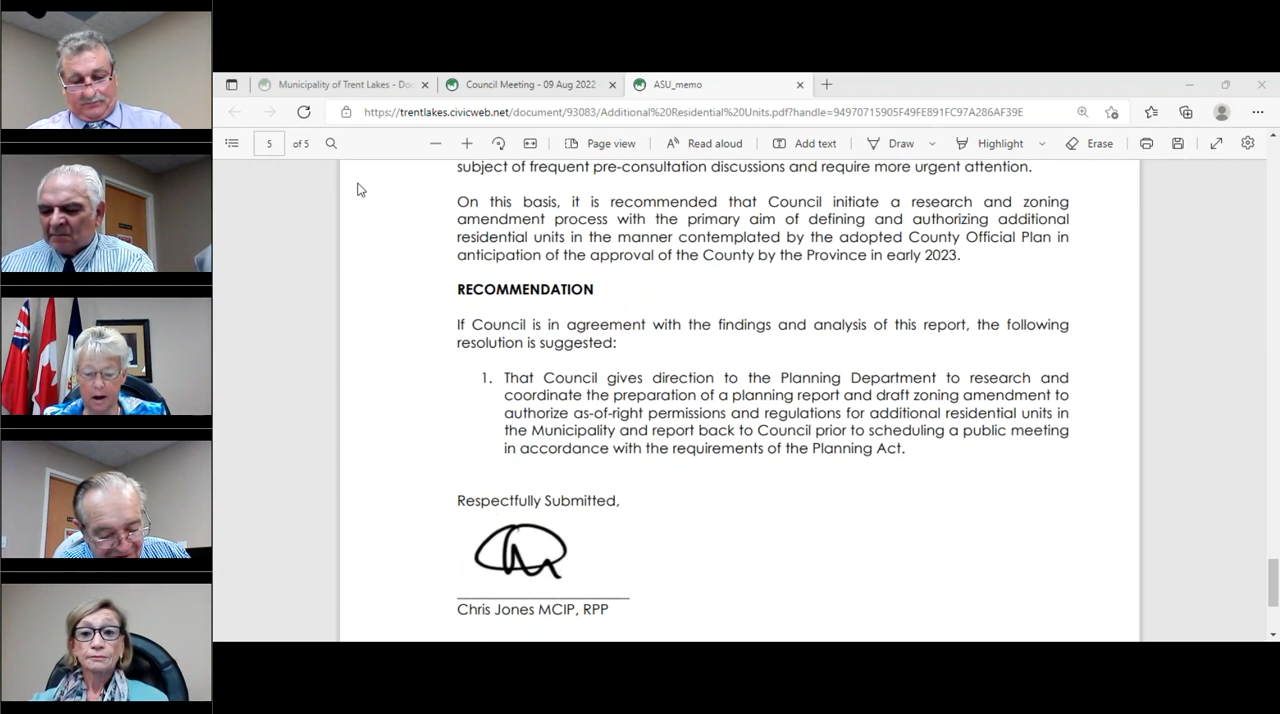 Municipality of Trent Lakes - Doc
Council Meeting - 09 Aug 2022
ASU_memo
https://trentlakes.civicweb.net/document/93083/Additional%20Residential%20Units.pdf?handle=94970715905F49FE891FC97A286AF39E
5 of 5
Page view
Read aloud
Add text
Draw
Highlight
Erase
subject of frequent pre-consultation discussions and require more urgent attention.
On this basis, it is recommended that Council initiate a research and zoning
amendment process with the primary aim of defining and authorizing additional
residential units in the manner contemplated by the adopted County Official Plan in
anticipation of the approval of the County by the Province in early 2023.
RECOMMENDATION
If Council is in agreement with the findings and analysis of this report, the following
resolution is suggested:
1. That Council gives direction to the Planning Department to research and
coordinate the preparation of a planning report and draft zoning amendment to
authorize as-of-right permissions and regulations for additional residential units in
the Municipality and report back to Council prior to scheduling a public meeting
in accordance with the requirements of the Planning Act.
Respectfully Submitted,
Chris Jones MCIP, RPP